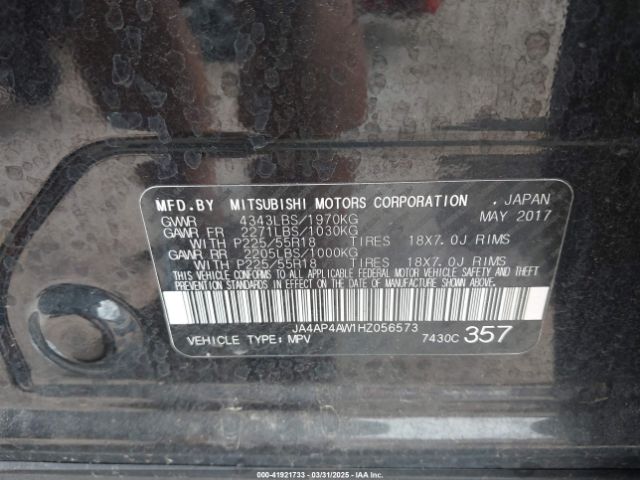 MFD.BY MITSUBISHI MOTORS CORPORATION , JAPAN
GVWR 4343LBS/1970KG MAY 2017
GAWR FR 2271LBS/1030KG
WITH P225/55R18 TIRES 18X7.0J RIMS
GAWR RR 2205LBS/1000KG
WITH P225/55R18 TIRES 18X7.0J RIMS
THIS VEHICLE CONFORMS TO ALL APPLICABLE FEDERAL MOTOR VEHICLE SAFETY AND THEFT
PREVENTION STANDARDS IN EFFECT ON THE DATE OF MANUFACTURE SHOWN ABOVE.
JA4AP4AW1HZ056573
VEHICLE TYPE: MPV 7430C 357
000-41921733 - 03/31/2025 - IAA Inc.